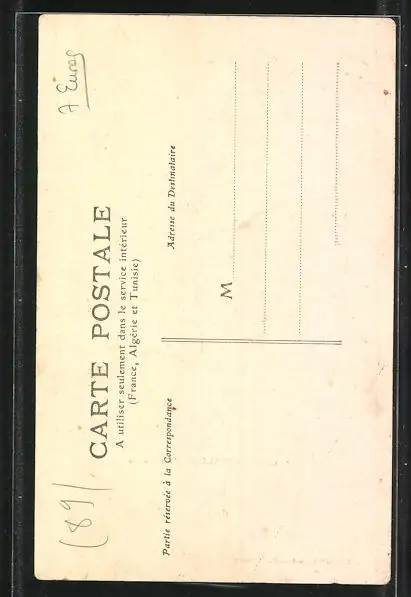 (89)
7 Euros
CARTE POSTALE
A utiliser seulement dans le service intérieur
(France, Algérie et Tunisie)
Partie réservée à la Correspondance
Adresse du Destinataire
M